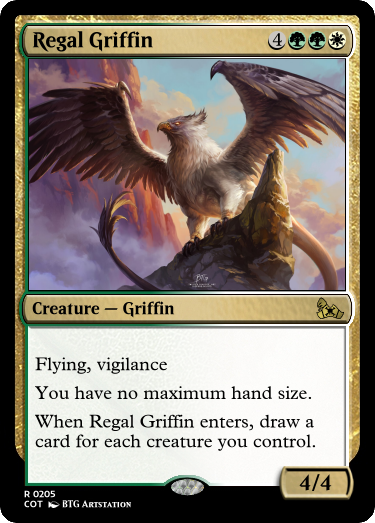 Regal Griffin 4
Creature — Griffin
Flying, vigilance
You have no maximum hand size.
When Regal Griffin enters, draw a
card for each creature you control.
4/4
R 0205
COT BTG Artstation